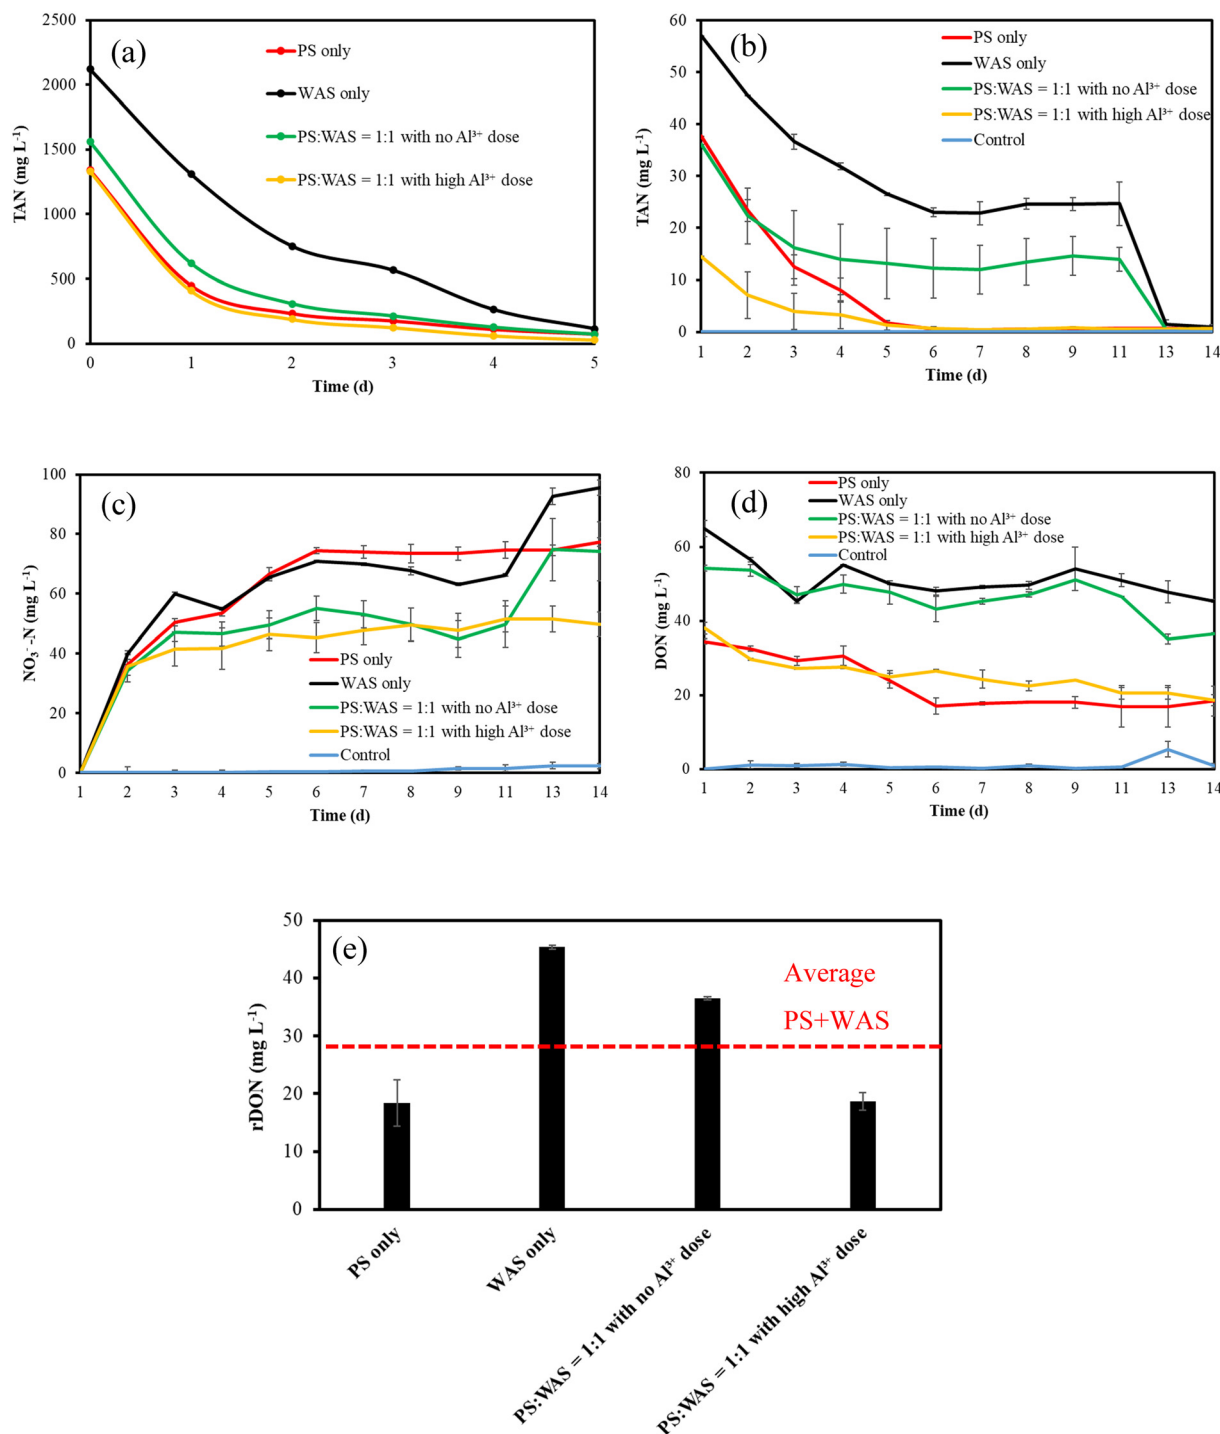 (a)
TAN (mg L⁻¹)
2500
2000
1500
1000
500
0
PS only
WAS only
PS:WAS = 1:1 with no Al³⁺ dose
PS:WAS = 1:1 with high Al³⁺ dose
0 1 2 3 4 5
Time (d)
(b)
TAN (mg L⁻¹)
60
50
40
30
20
10
0
PS only
WAS only
PS:WAS = 1:1 with no Al³⁺ dose
PS:WAS = 1:1 with high Al³⁺ dose
Control
1 2 3 4 5 6 7 8 9 11 13 14
Time (d)
(c)
NO₃⁻ -N (mg L⁻¹)
100
80
60
40
20
0
PS only
WAS only
PS:WAS = 1:1 with no Al³⁺ dose
PS:WAS = 1:1 with high Al³⁺ dose
Control
1 2 3 4 5 6 7 8 9 11 13 14
Time (d)
(d)
DON (mg L⁻¹)
80
60
40
20
0
PS only
WAS only
PS:WAS = 1:1 with no Al³⁺ dose
PS:WAS = 1:1 with high Al³⁺ dose
Control
1 2 3 4 5 6 7 8 9 11 13 14
Time (d)
(e)
rDON (mg L⁻¹)
50
40
30
20
10
0
Average
PS+WAS
PS only
WAS only
PS:WAS = 1:1 with no Al³⁺ dose
PS:WAS = 1:1 with high Al³⁺ dose